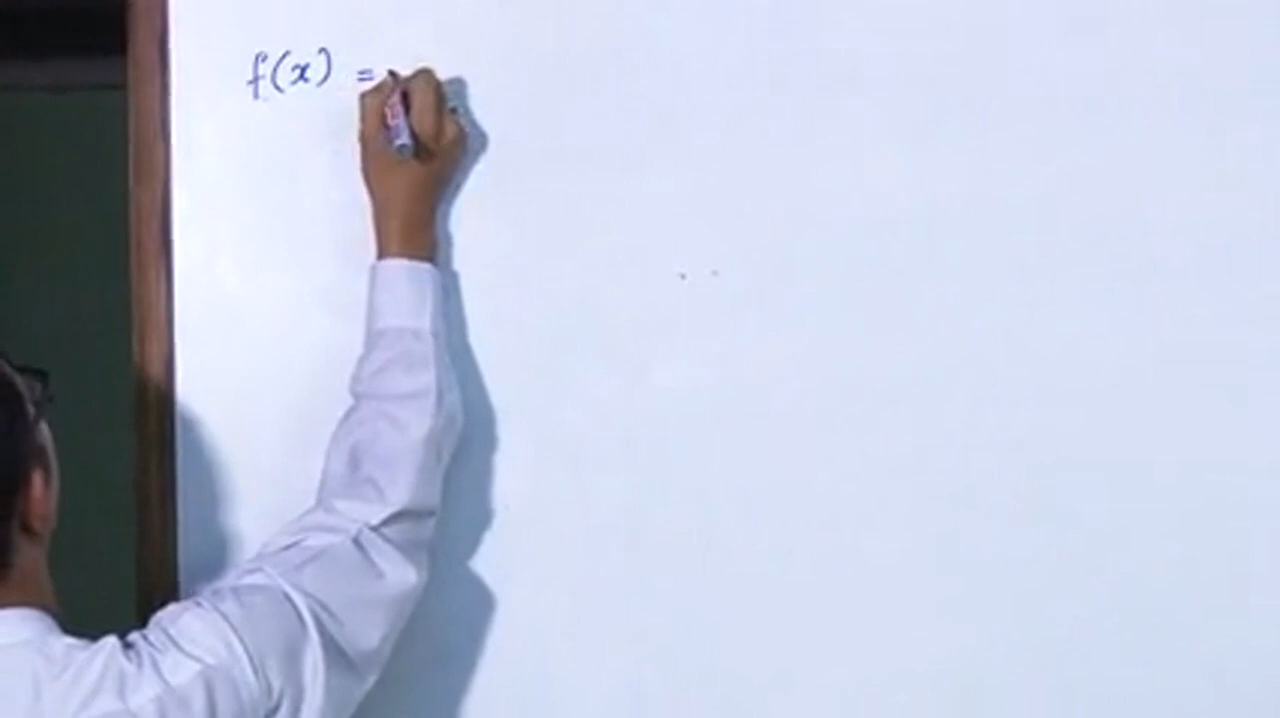 f(x) =